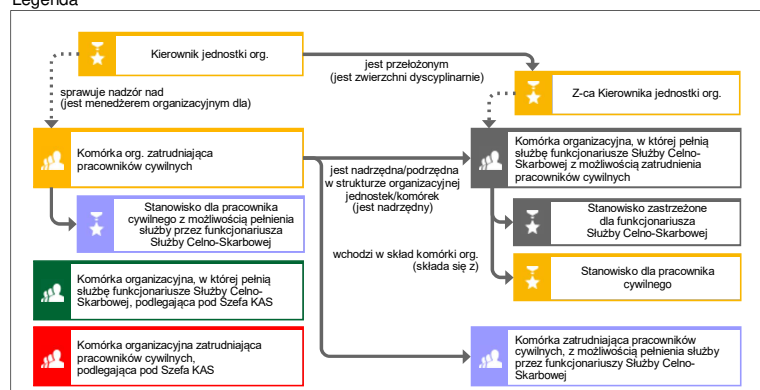 Legenda
Kierownik jednostki org.
jest przełożonym
(jest zwierzchni dyscyplinarnie)
sprawuje nadzór nad
(jest menedżerem organizacyjnym dla)
Z-ca Kierownika jednostki org.
Komórka org. zatrudniająca
pracowników cywilnych
jest nadrzędna/podrzędna
w strukturze organizacyjnej
jednostek/komórek
(jest nadrzędny)
Komórka organizacyjna, w której pełnią
służbę funkcjonariusze Służby Celno-
Skarbowej z możliwością zatrudnienia
pracowników cywilnych
Stanowisko dla pracownika
cywilnego z możliwością pełnienia
służby przez funkcjonariusza
Służby Celno-Skarbowej
Stanowisko zastrzeżone
dla funkcjonariusza
Służby Celno-Skarbowej
wchodzi w skład komórki org.
(składa się z)
Stanowisko dla pracownika
cywilnego
Komórka organizacyjna, w której pełnią
służbę funkcjonariusze Służby Celno-
Skarbowej, podlegająca pod Szefa KAS
Komórka organizacyjna zatrudniająca
pracowników cywilnych,
podlegająca pod Szefa KAS
Komórka zatrudniająca pracowników
cywilnych, z możliwością pełnienia służby
przez funkcjonariuszy Służby Celno-
Skarbowej